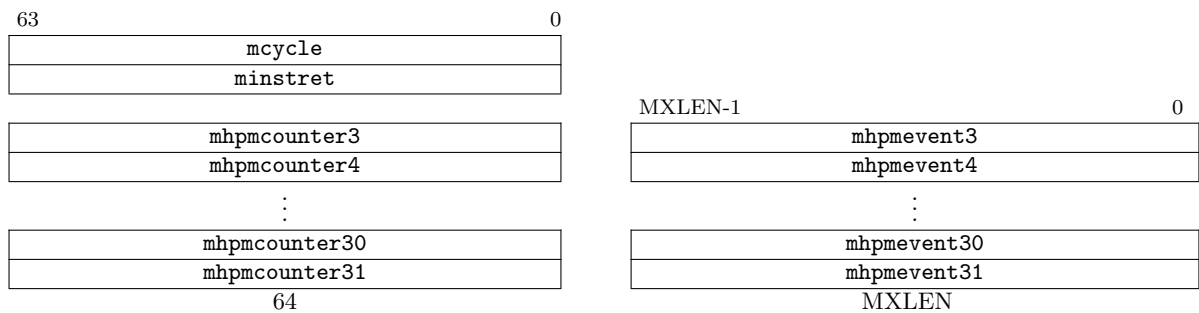 63 0
mcycle
minstret
mhpmcounter3
mhpmcounter4
⋮
mhpmcounter30
mhpmcounter31
64
MXLEN-1 0
mhpmevent3
mhpmevent4
⋮
mhpmevent30
mhpmevent31
MXLEN